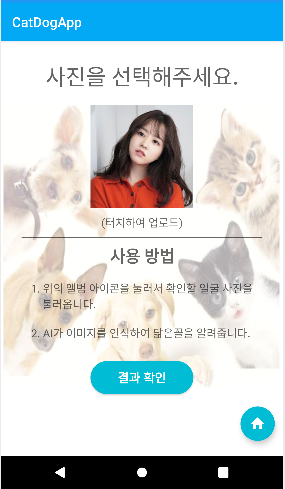 CatDogApp
사진을 선택해주세요.
(터치하여 업로드)
사용 방법
1. 위의 앨범 아이콘을 눌러서 확인할 얼굴 사진을
불러옵니다.
2. AI가 이미지를 인식하여 닮은꼴을 알려줍니다.
결과 확인